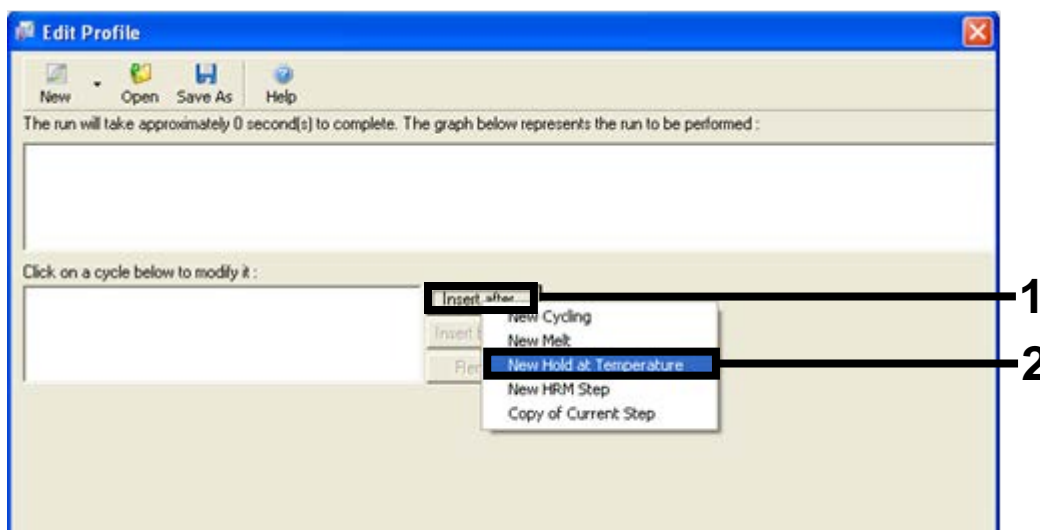 Edit Profile
New Open Save As Help
The run will take approximately 0 second(s) to complete. The graph below represents the run to be performed :
Click on a cycle below to modify it :
Insert after... 1
New Cycling
Insert
New Melt
New Hold at Temperature 2
New HRM Step
Copy of Current Step